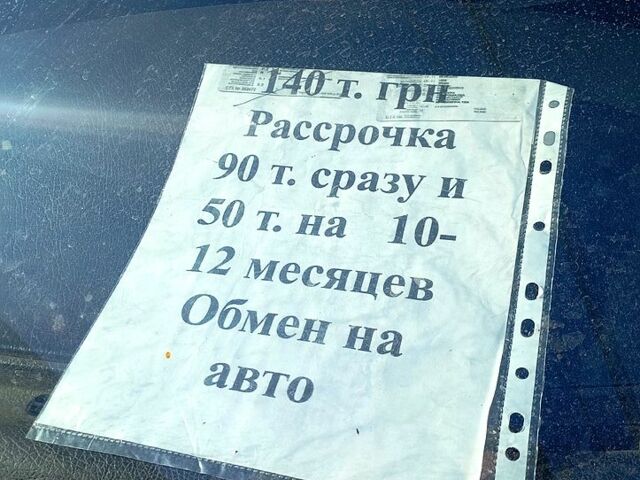 140 т. грн
Рассрочка
90 т. сразу и
50 т. на 10-
12 месяцев
Обмен на
авто